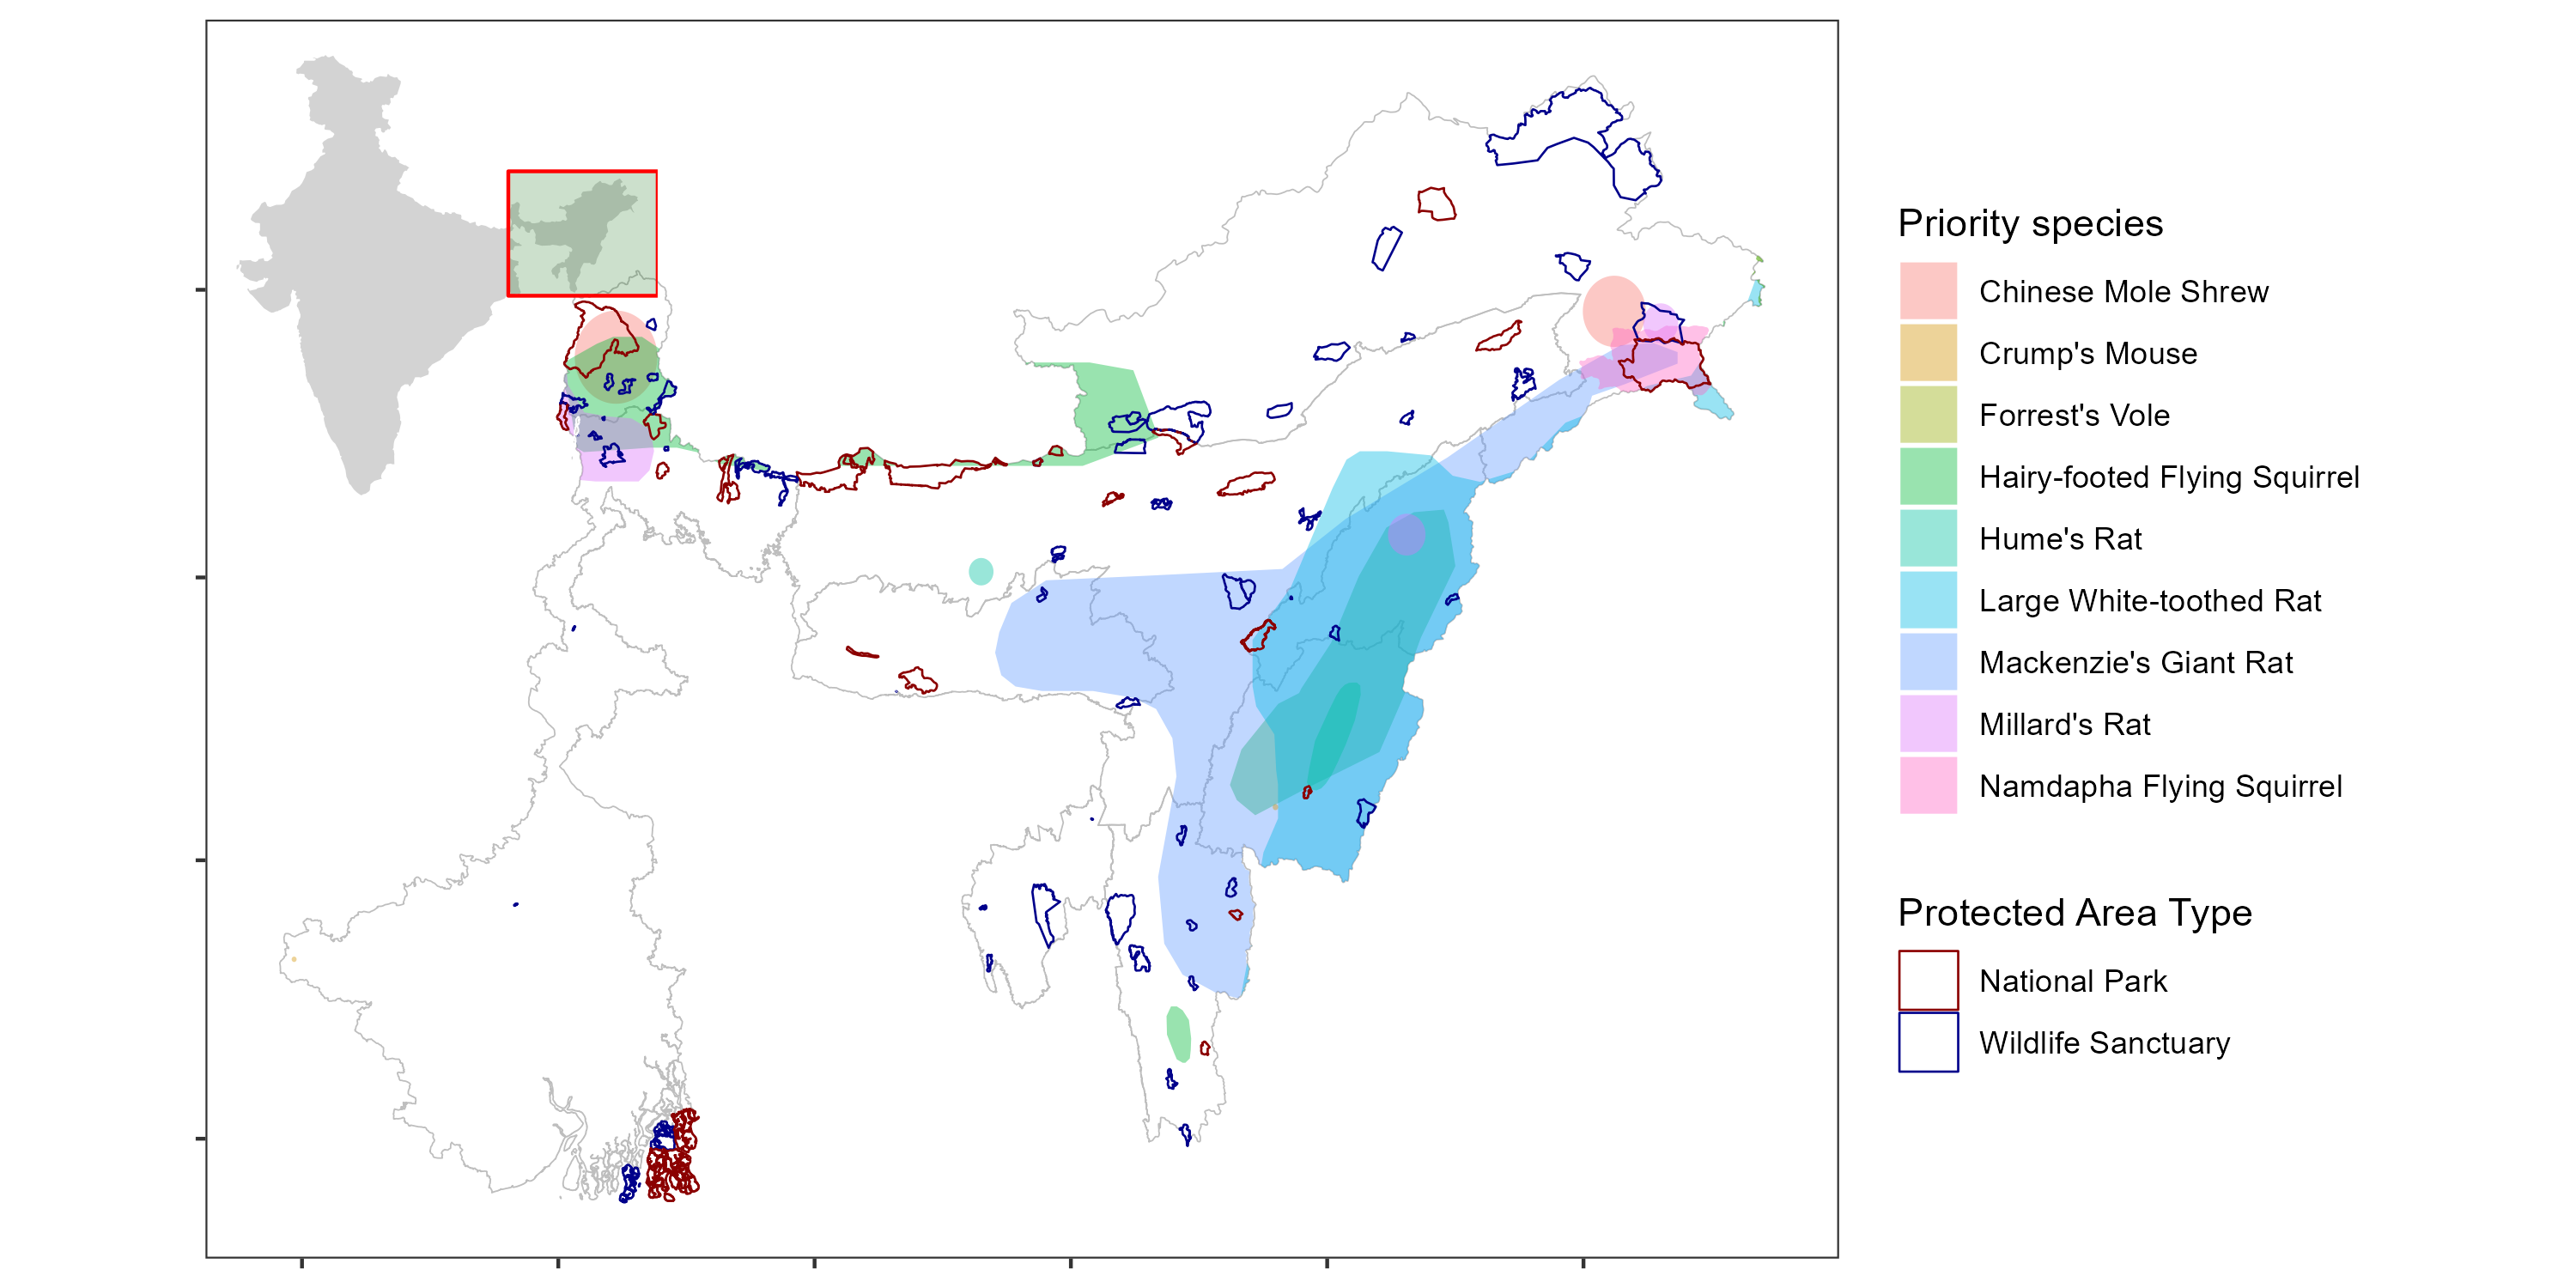 Priority species
Chinese Mole Shrew
Crump's Mouse
Forrest's Vole
Hairy-footed Flying Squirrel
Hume's Rat
Large White-toothed Rat
Mackenzie's Giant Rat
Millard's Rat
Namdapha Flying Squirrel
Protected Area Type
National Park
Wildlife Sanctuary